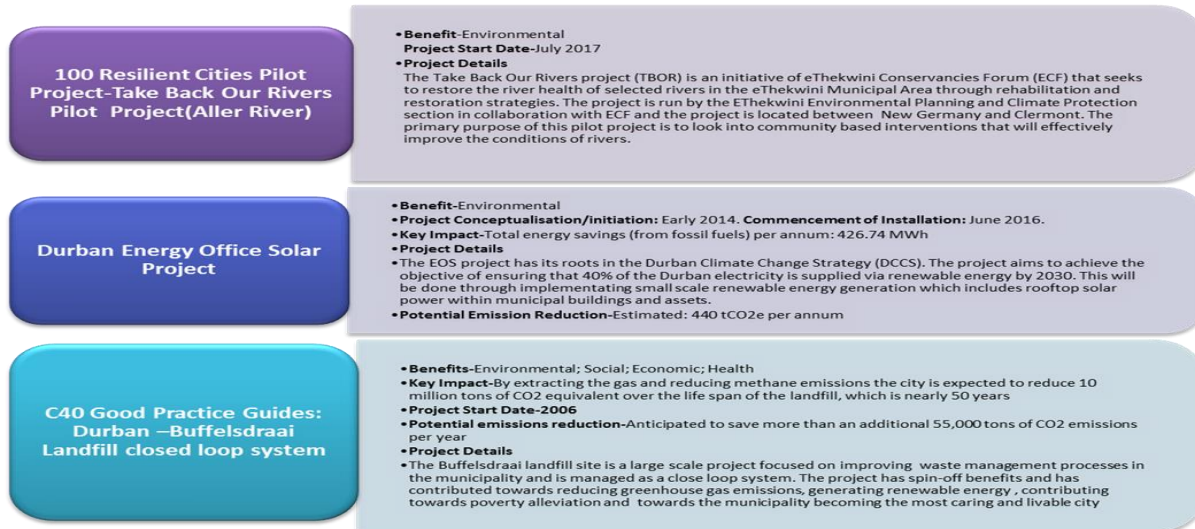 100 Resilient Cities Pilot
Project-Take Back Our Rivers
Pilot Project(Aller River)
•Benefit-Environmental
Project Start Date-July 2017
•Project Details
The Take Back Our Rivers project (TBOR) is an initiative of eThekwini Conservancies Forum (ECF) that seeks
to restore the river health of selected rivers in the eThekwini Municipal Area through rehabilitation and
restoration strategies. The project is run by the EThekwini Environmental Planning and Climate Protection
section in collaboration with ECF and the project is located between New Germany and Clermont. The
primary purpose of this pilot project is to look into community based interventions that will effectively
improve the conditions of rivers.
Durban Energy Office Solar
Project
•Benefit-Environmental
•Project Conceptualisation/initiation: Early 2014. Commencement of Installation: June 2016.
•Key Impact-Total energy savings (from fossil fuels) per annum: 426.74 MWh
•Project Details
•The EOS project has its roots in the Durban Climate Change Strategy (DCCS). The project aims to achieve the
objective of ensuring that 40% of the Durban electricity is supplied via renewable energy by 2030. This will
be done through implementating small scale renewable energy generation which includes rooftop solar
power within municipal buildings and assets.
•Potential Emission Reduction-Estimated: 440 tCO2e per annum
C40 Good Practice Guides:
Durban –Buffelsdraai
Landfill closed loop system
•Benefits-Environmental; Social; Economic; Health
•Key Impact-By extracting the gas and reducing methane emissions the city is expected to reduce 10
million tons of CO2 equivalent over the life span of the landfill, which is nearly 50 years
•Project Start Date-2006
•Potential emissions reduction-Anticipated to save more than an additional 55,000 tons of CO2 emissions
per year
•Project Details
•The Buffelsdraai landfill site is a large scale project focused on improving waste management processes in
the municipality and is managed as a close loop system. The project has spin-off benefits and has
contributed towards reducing greenhouse gas emissions, generating renewable energy , contributing
towards poverty alleviation and towards the municipality becoming the most caring and livable city